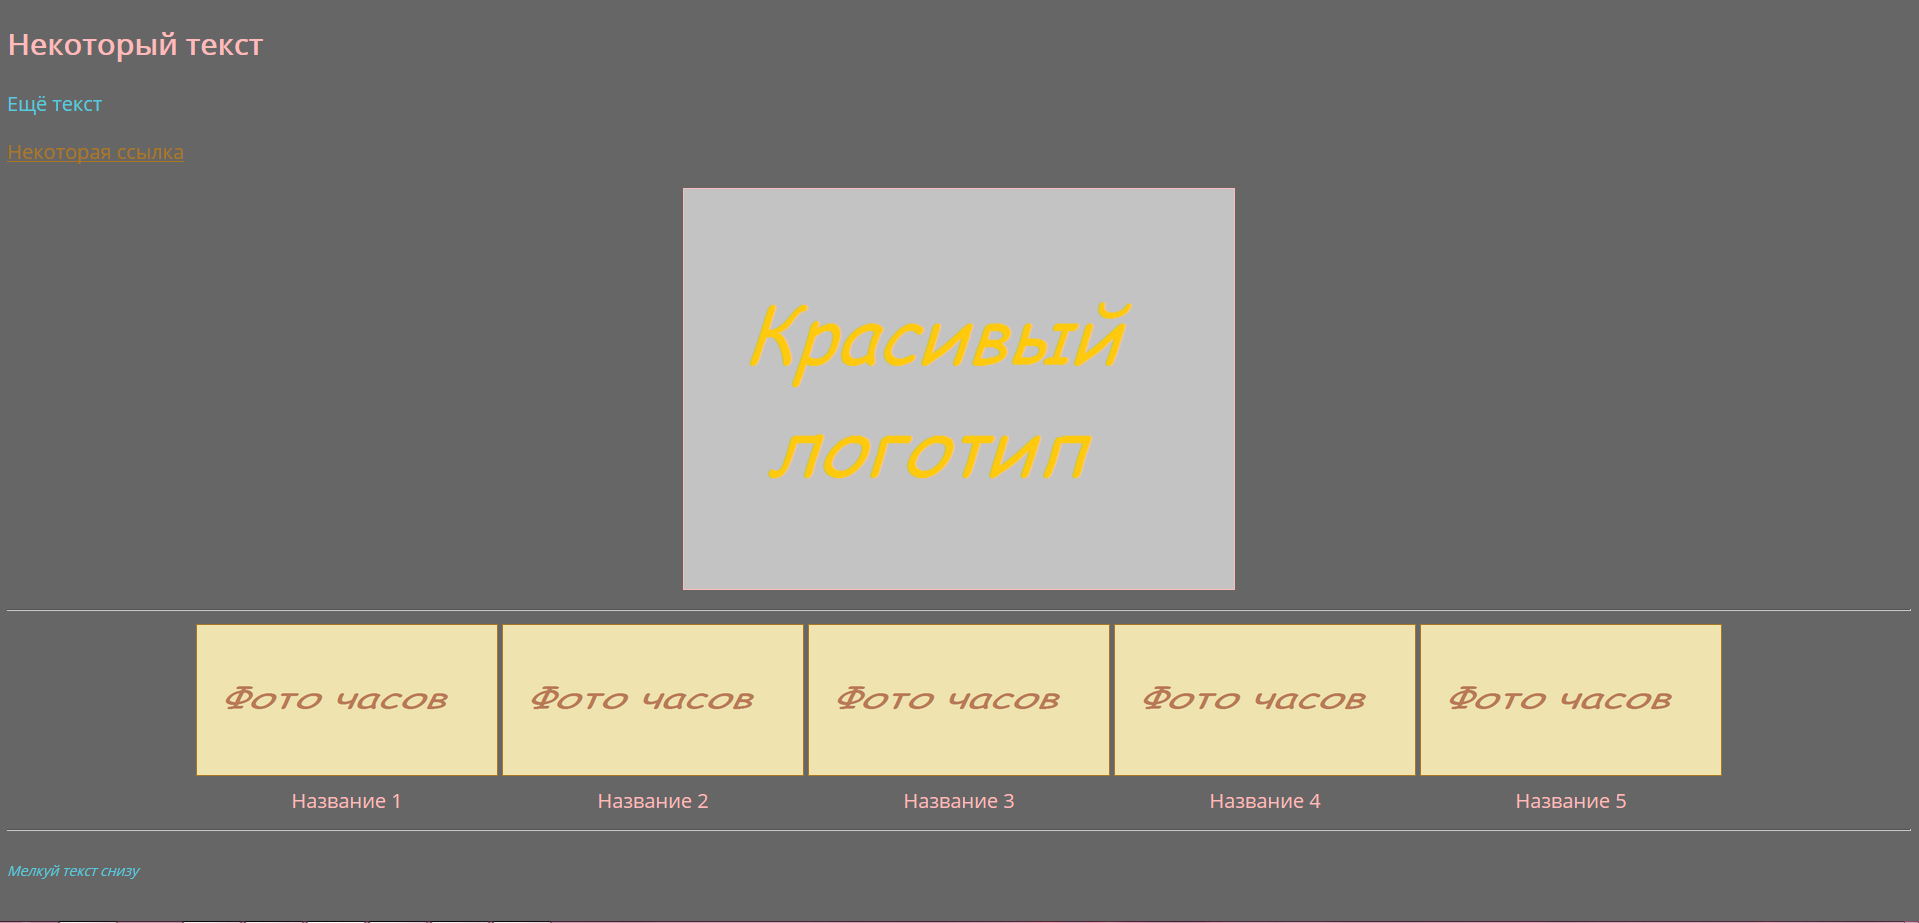 Некоторый текст
Ещё текст
Некоторая ссылка
Красивый
логотип
Фото часов Фото часов Фото часов Фото часов Фото часов
Название 1 Название 2 Название 3 Название 4 Название 5
Мелкуй текст снизу